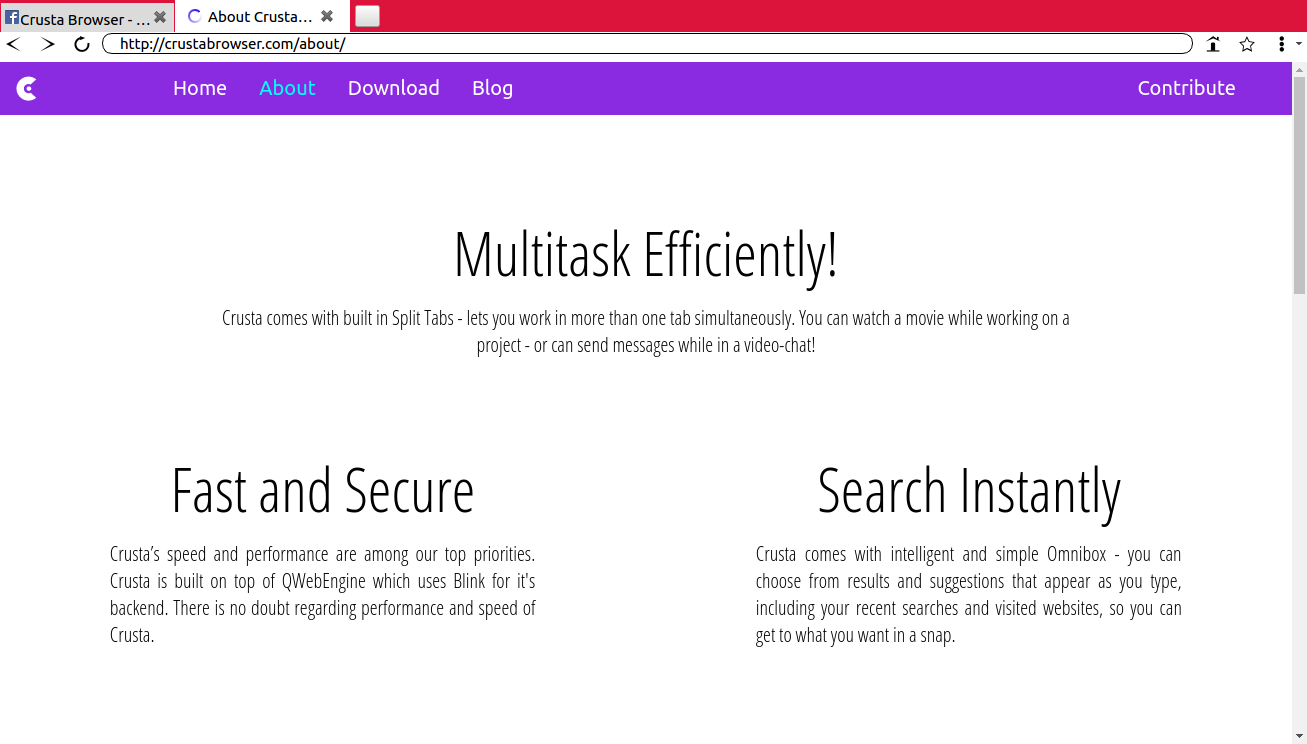 Crusta Browser - ...
About Crusta...
http://crustabrowser.com/about/
Home About Download Blog Contribute
Multitask Efficiently!
Crusta comes with built in Split Tabs - lets you work in more than one tab simultaneously. You can watch a movie while working on a
project - or can send messages while in a video-chat!
Fast and Secure
Crusta’s speed and performance are among our top priorities.
Crusta is built on top of QWebEngine which uses Blink for it's
backend. There is no doubt regarding performance and speed of
Crusta.
Search Instantly
Crusta comes with intelligent and simple Omnibox - you can
choose from results and suggestions that appear as you type,
including your recent searches and visited websites, so you can
get to what you want in a snap.